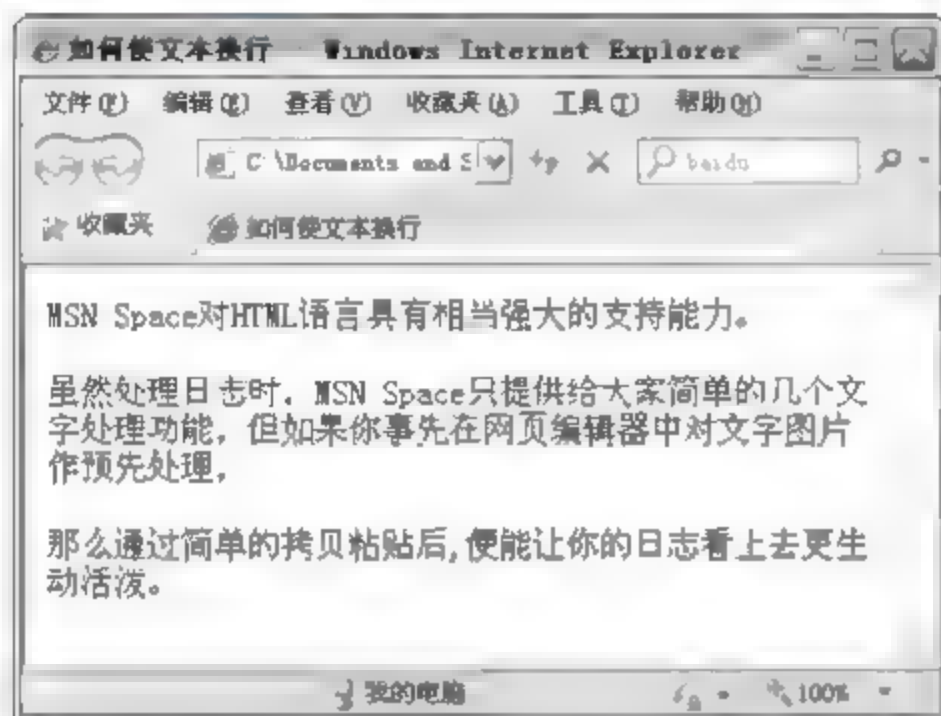 如何使文本换行 Windows Internet Explorer
文件(F) 编辑(E) 查看(V) 收藏夹(A) 工具(T) 帮助(H)
C:\Documents and S baidu
收藏夹 如何使文本换行
MSN Space对HTML语言具有相当强大的支持能力。
虽然处理日志时，MSN Space只提供给大家简单的几个文
字处理功能，但如果你事先在网页编辑器中对文字图片
作预先处理，
那么通过简单的拷贝粘贴后,便能让你的日志看上去更生
动活泼。
我的电脑 100%